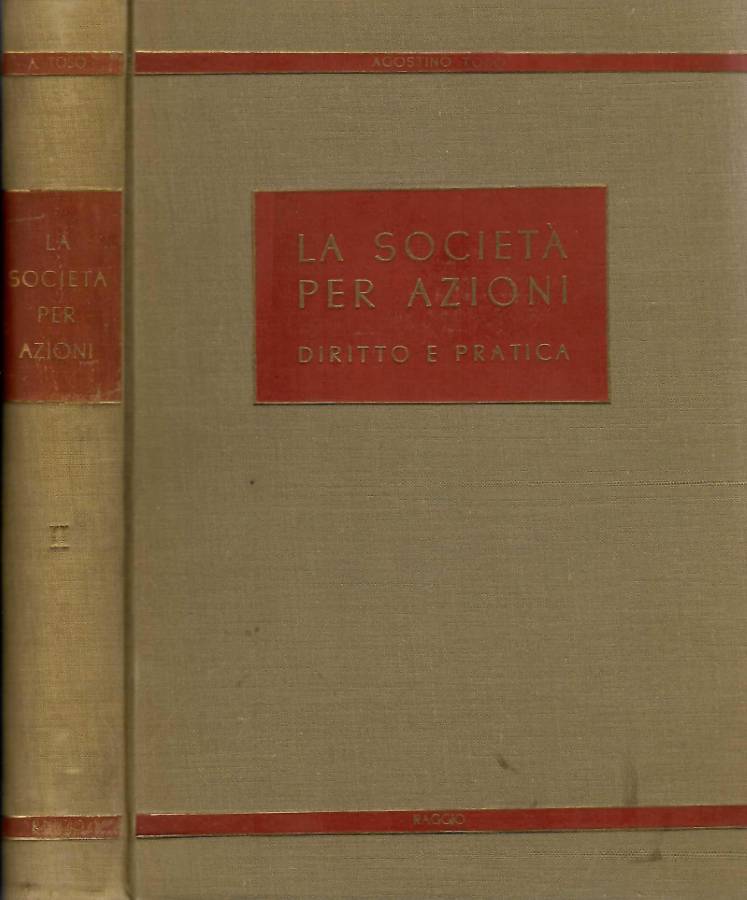 A. TOSO
LA
SOCIETÀ
PER
AZIONI
II
AGOSTINO TOSO
LA SOCIETÀ
PER AZIONI
DIRITTO E PRATICA
RAGGIO